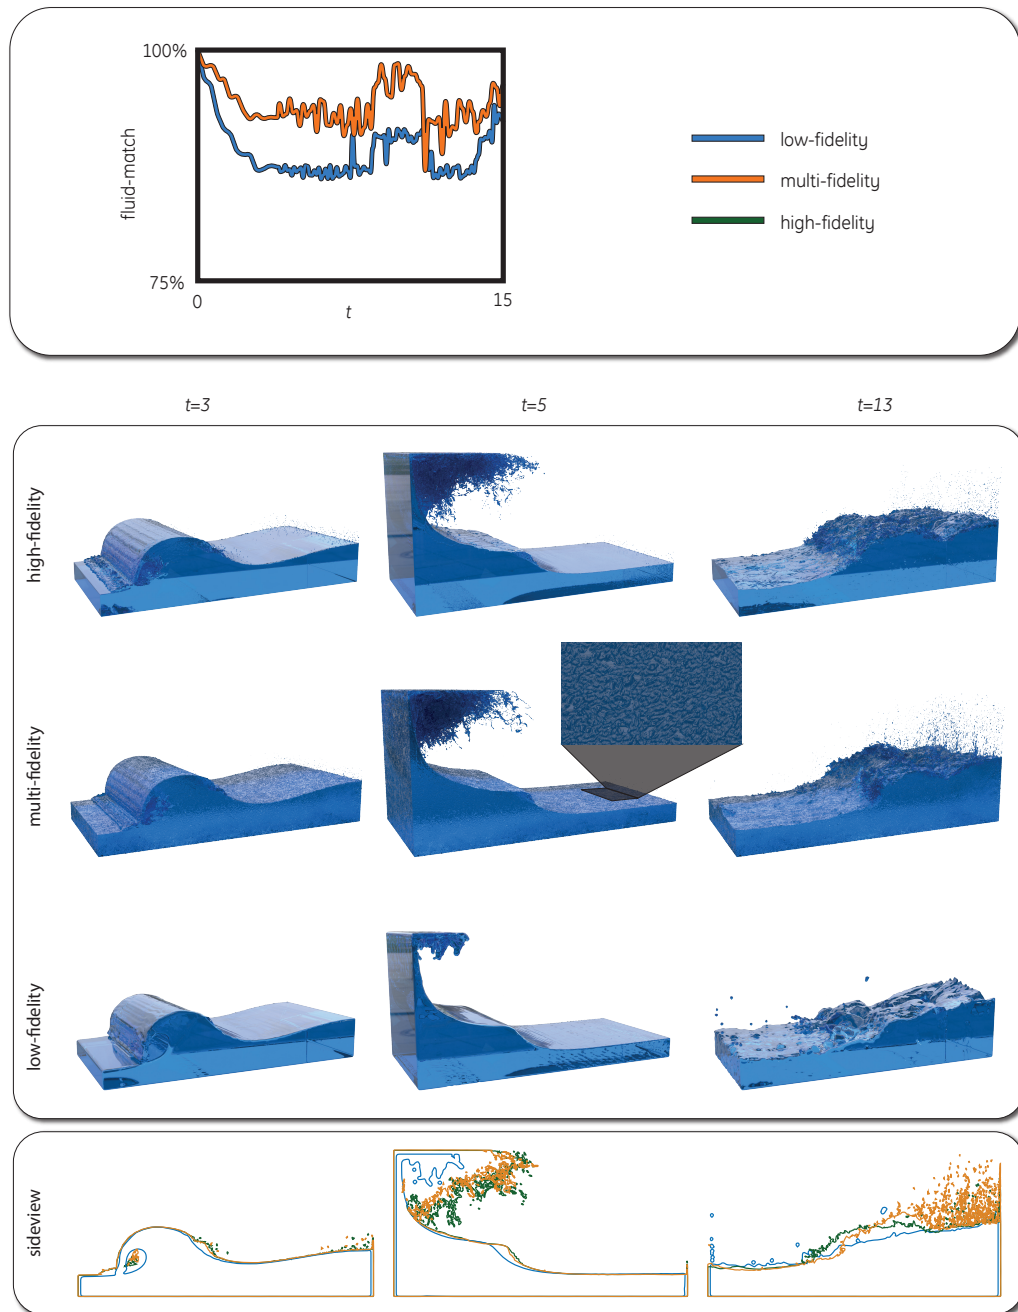 100%
fluid-match
75%
0
t
15
low-fidelity
multi-fidelity
high-fidelity
t=3
t=5
t=13
high-fidelity
multi-fidelity
low-fidelity
sideview